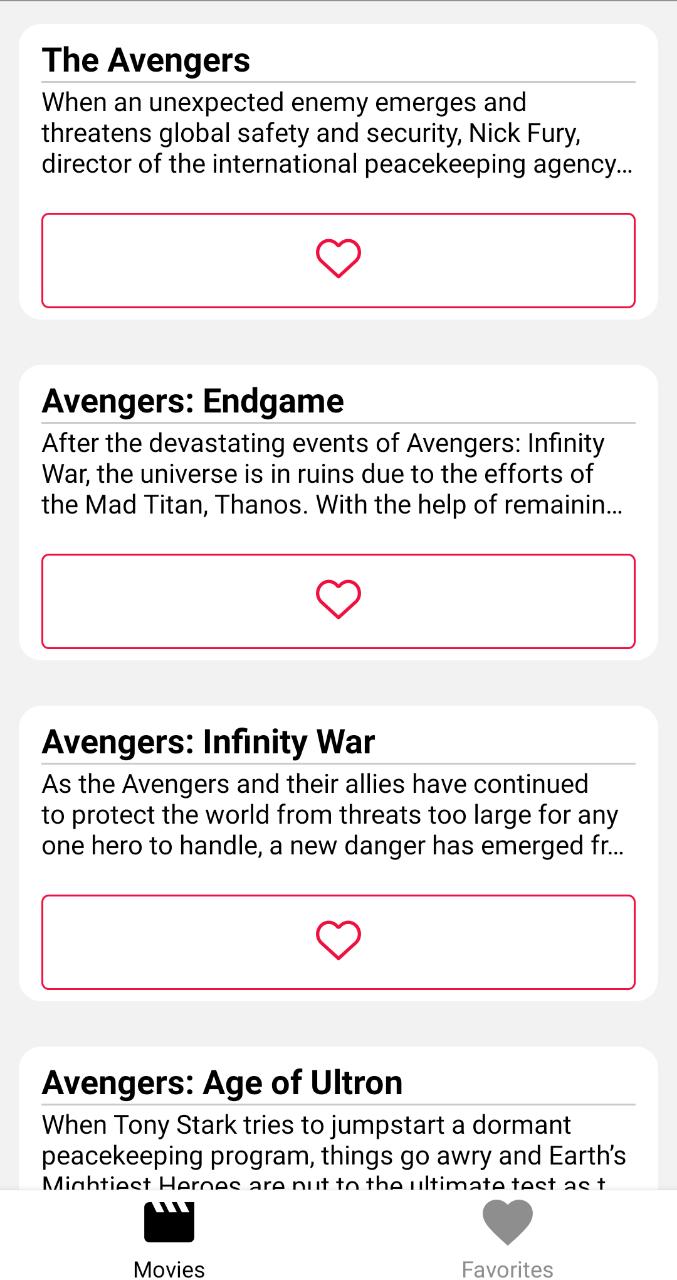 The Avengers
When an unexpected enemy emerges and
threatens global safety and security, Nick Fury,
director of the international peacekeeping agency...
Avengers: Endgame
After the devastating events of Avengers: Infinity
War, the universe is in ruins due to the efforts of
the Mad Titan, Thanos. With the help of remainin...
Avengers: Infinity War
As the Avengers and their allies have continued
to protect the world from threats too large for any
one hero to handle, a new danger has emerged fr...
Avengers: Age of Ultron
When Tony Stark tries to jumpstart a dormant
peacekeeping program, things go awry and Earth’s
Mightiest Heroes are put to the ultimate test as t...
Movies
Favorites